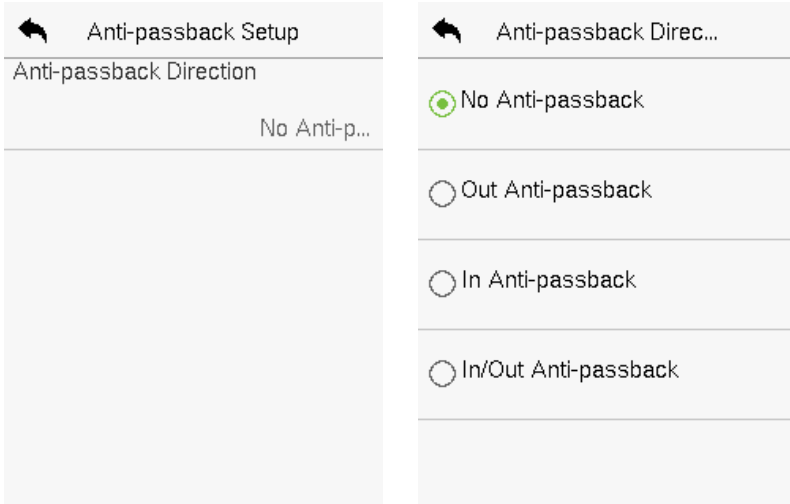 Anti-passback Setup
Anti-passback Direction
No Anti-p...
Anti-passback Direc...
No Anti-passback
Out Anti-passback
In Anti-passback
In/Out Anti-passback